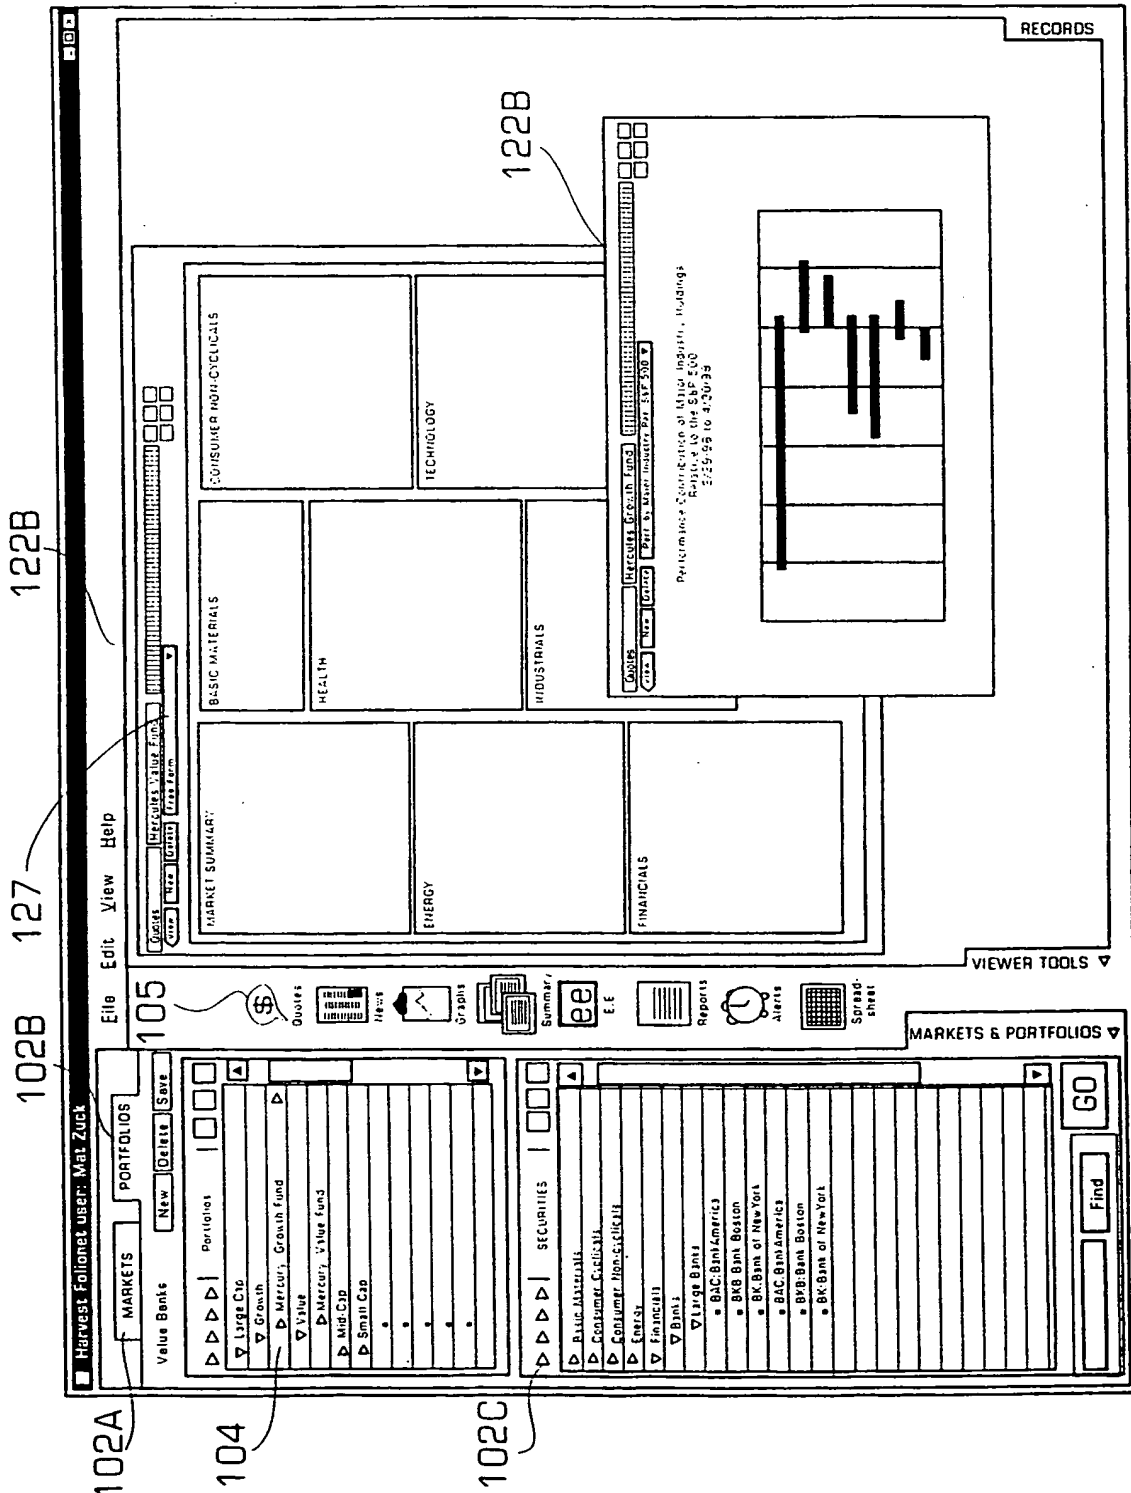 102A
102B
127
122B
Harvest Folionet user: Mat Zuck
File Edit View Help
MARKETS
PORTFOLIOS
Value Banks
New Delete Save
105
104
Portfolios
Large Cap
Growth
Mercury Growth Fund
Value
Mercury Value Fund
Mid-Cap
Small Cap
102C
SECURITIES
Basic Materials
Consumer Cyclicals
Consumer Non-cyclicals
Energy
Financials
Banks
Large Banks
BAC:BankAmerica
BKB Bank Boston
BK:Bank of NewYork
BAC:BankAmerica
BKB:Bank Boston
BK:Bank of NewYork
Find
GO
MARKETS & PORTFOLIOS
Quotes
News
Graphs
Summary
ee
E.E
Reports
Alerts
Spread-
sheet
VIEWER TOOLS
Quotes Hercules Value Fund
View New Delete Free Form
MARKET SUMMARY
BASIC MATERIALS
CONSUMER NON-CYCLICALS
ENERGY
HEALTH
TECHNOLOGY
FINANCIALS
INDUSTRIALS
122B
Quotes Hercules Growth Fund
View New Delete Perf. by Major Industry Rel S&P 500
Performance Contribution of Major Industry Holdings
Relative to the S&P 500
RECORDS